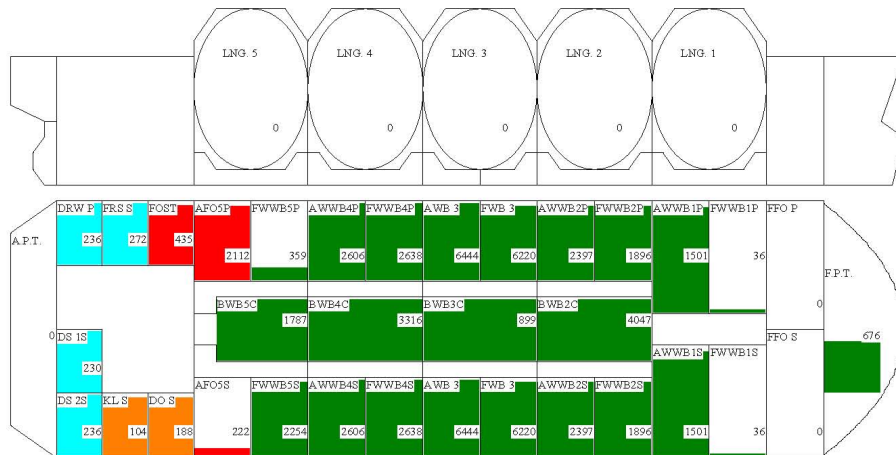 LNG. 5 LNG. 4 LNG. 3 LNG. 2 LNG. 1
0 0 0 0 0
DRW P FRS S FOST AFO5P FWWB5P AWWB4P FWWB4P AWB 3 FWB 3 AWWB2P FWWB2P AWWB1P FWWB1P FFO P
A.P.T.
236 272 435 2112 359 2606 2638 6444 6220 2397 1896 1501 36
F.P.T.
BWB5C BWB4C BWB3C BWB2C
0
1787 3316 899 4047
0 DS 1S FFO S 676
AWWB1S FWWB1S
230
AFO5S FWWB5S AWWB4S FWWB4S AWB 3 FWB 3 AWWB2S FWWB2S
DS 2S KL S DO S
236 104 188 222 2254 2606 2638 6444 6220 2397 1896 1501 36 0